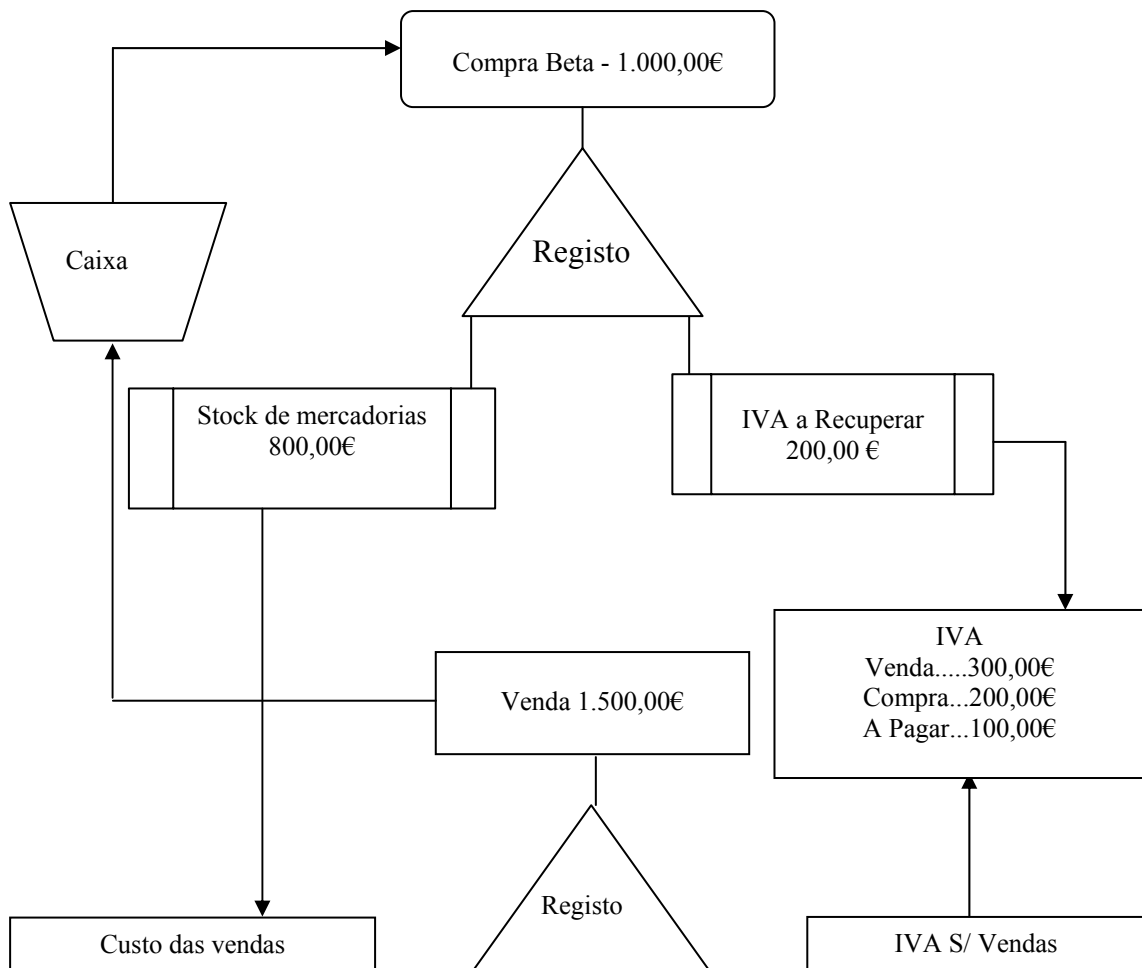 Compra Beta - 1.000,00€
Registo
Caixa
Stock de mercadorias
800,00€
IVA a Recuperar
200,00 €
IVA
Venda.....300,00€
Compra...200,00€
A Pagar...100,00€
Venda 1.500,00€
Registo
Custo das vendas
IVA S/ Vendas